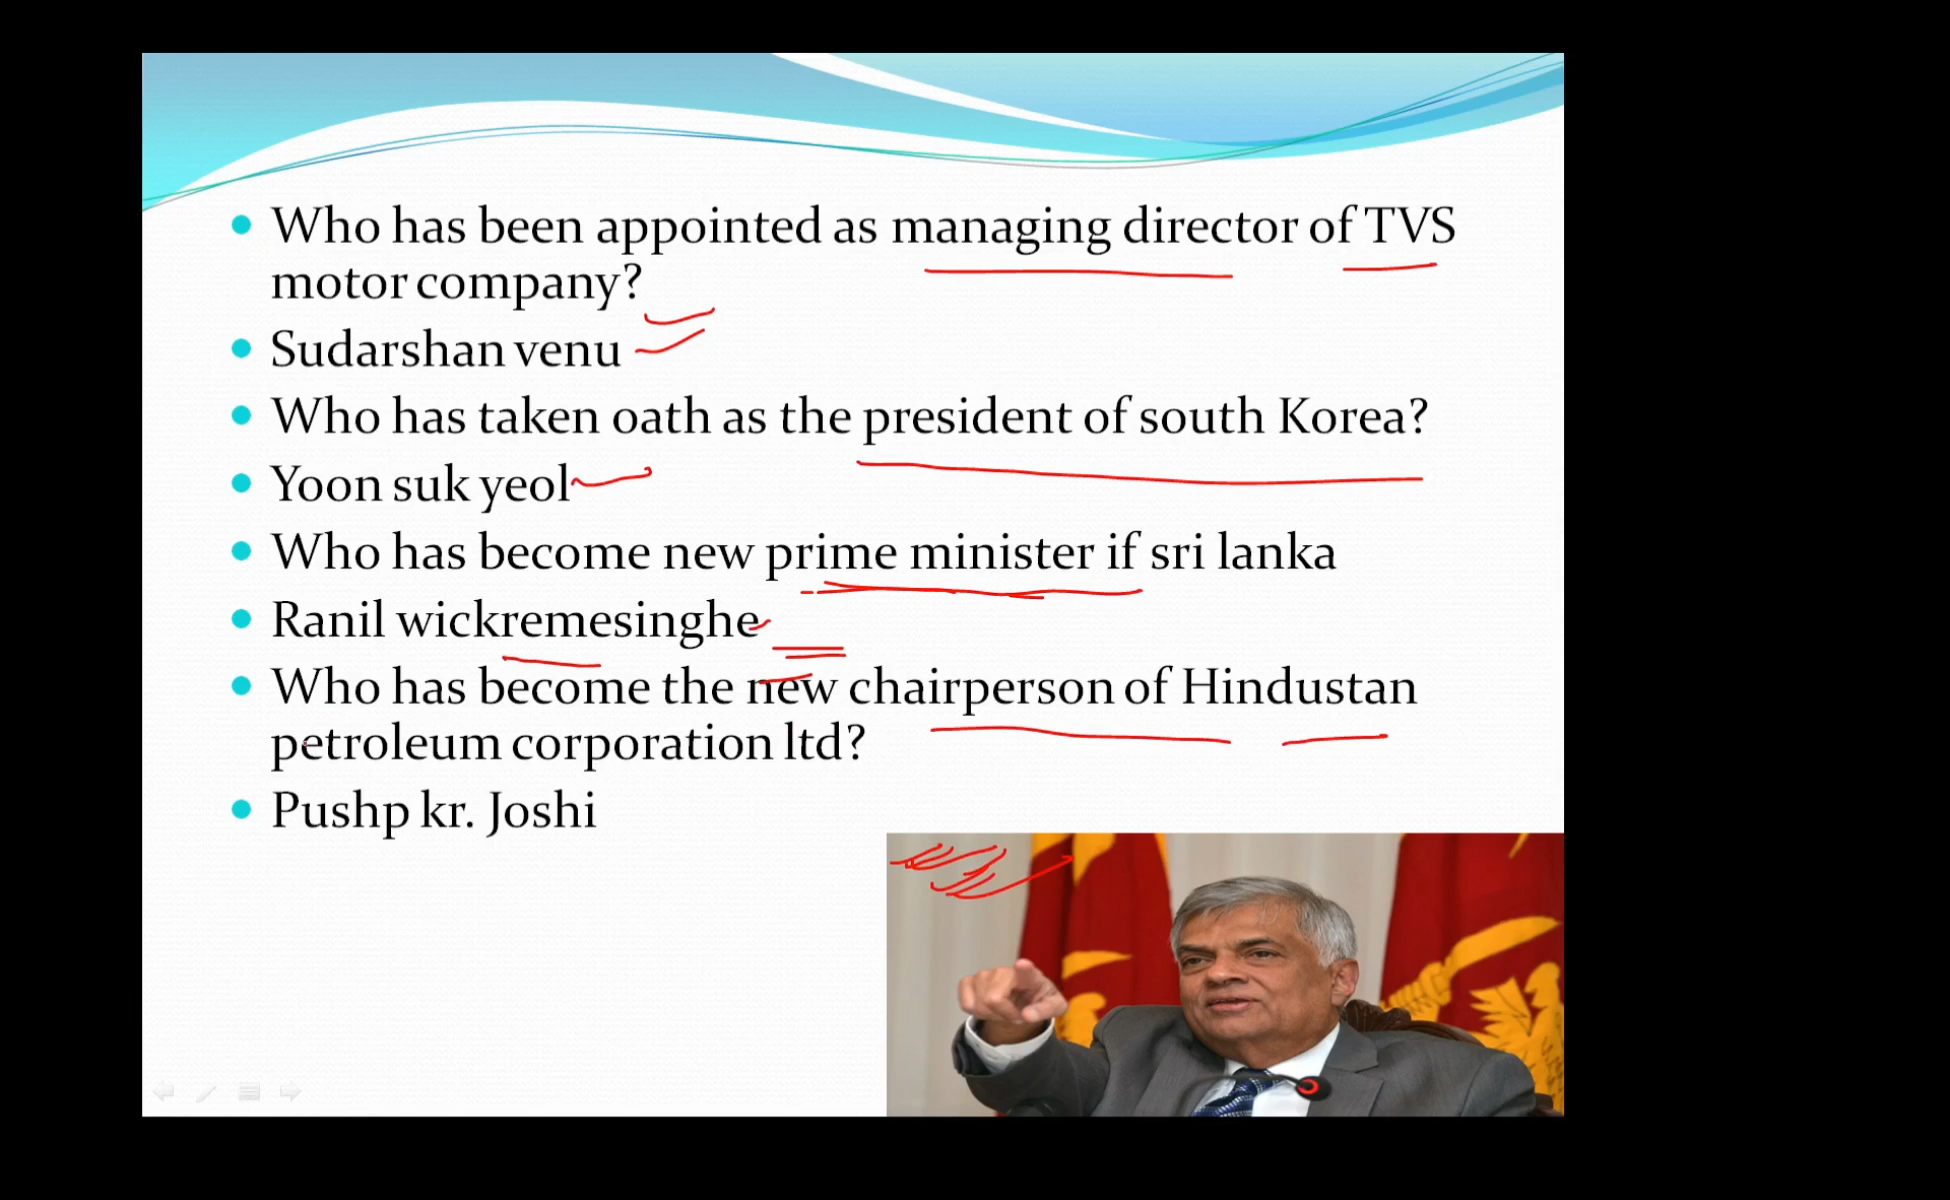 Who has been appointed as managing director of TVS
motor company?
Sudarshan venu
Who has taken oath as the president of south Korea?
Yoon suk yeol
Who has become new prime minister if sri lanka
Ranil wickremesinghe
Who has become the new chairperson of Hindustan
petroleum corporation ltd?
Pushp kr. Joshi